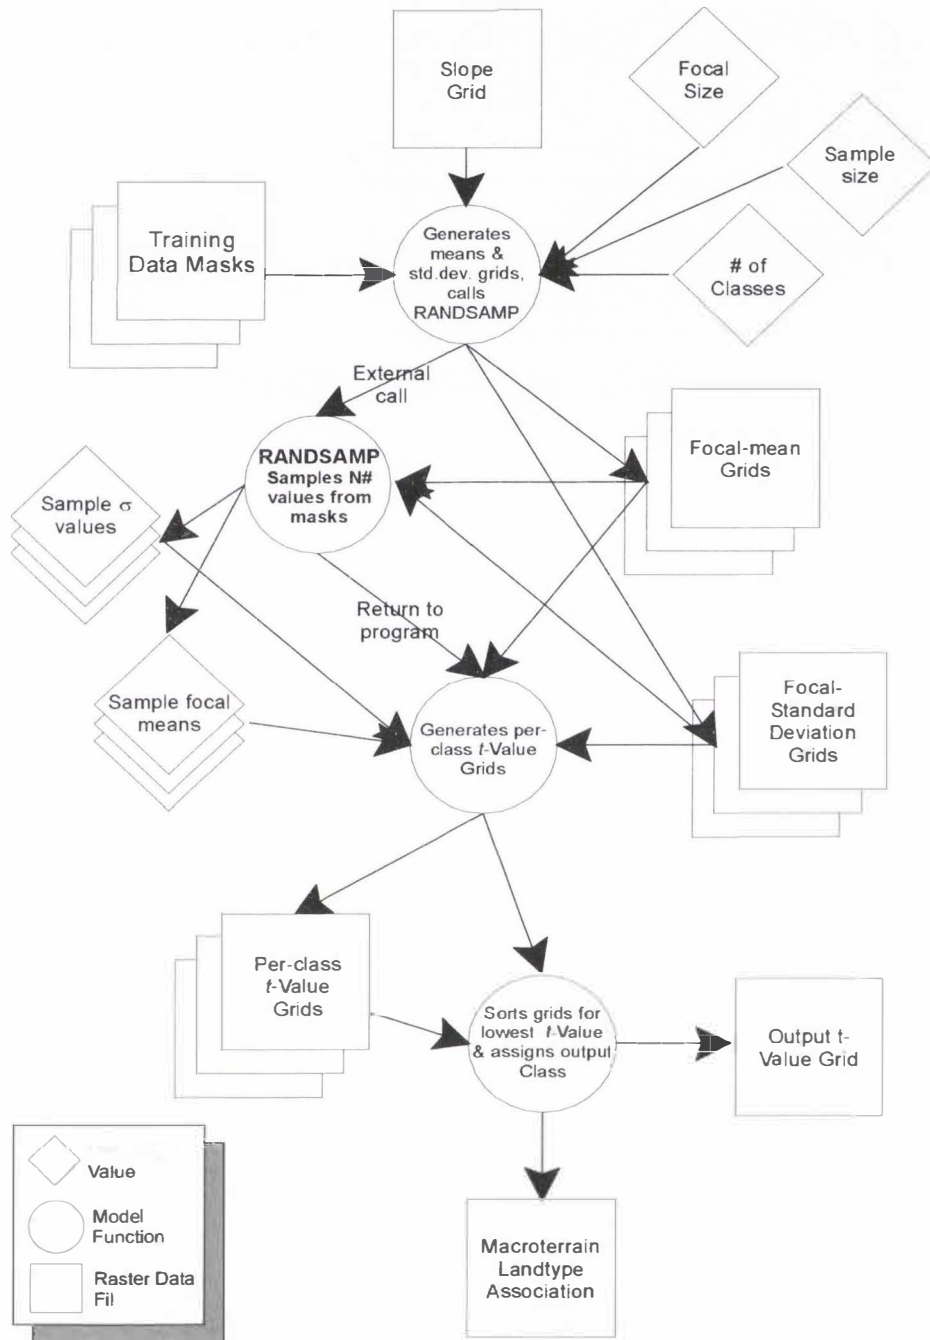 Slope
Grid
Focal
Size
Sample
size
Training
Data Masks
Generates
means &
std.dev. grids,
calls
RANDSAMP
# of
Classes
External
call
RANDSAMP
Samples N#
values from
masks
Focal-mean
Grids
Sample σ
values
Return to
program
Sample focal
means
Generates per-
class t-Value
Grids
Focal-
Standard
Deviation
Grids
Per-class
t-Value
Grids
Sorts grids for
lowest t-Value
& assigns output
Class
Output t-
Value Grid
Macroterrain
Landtype
Association
Value
Model
Function
Raster Data
Fil